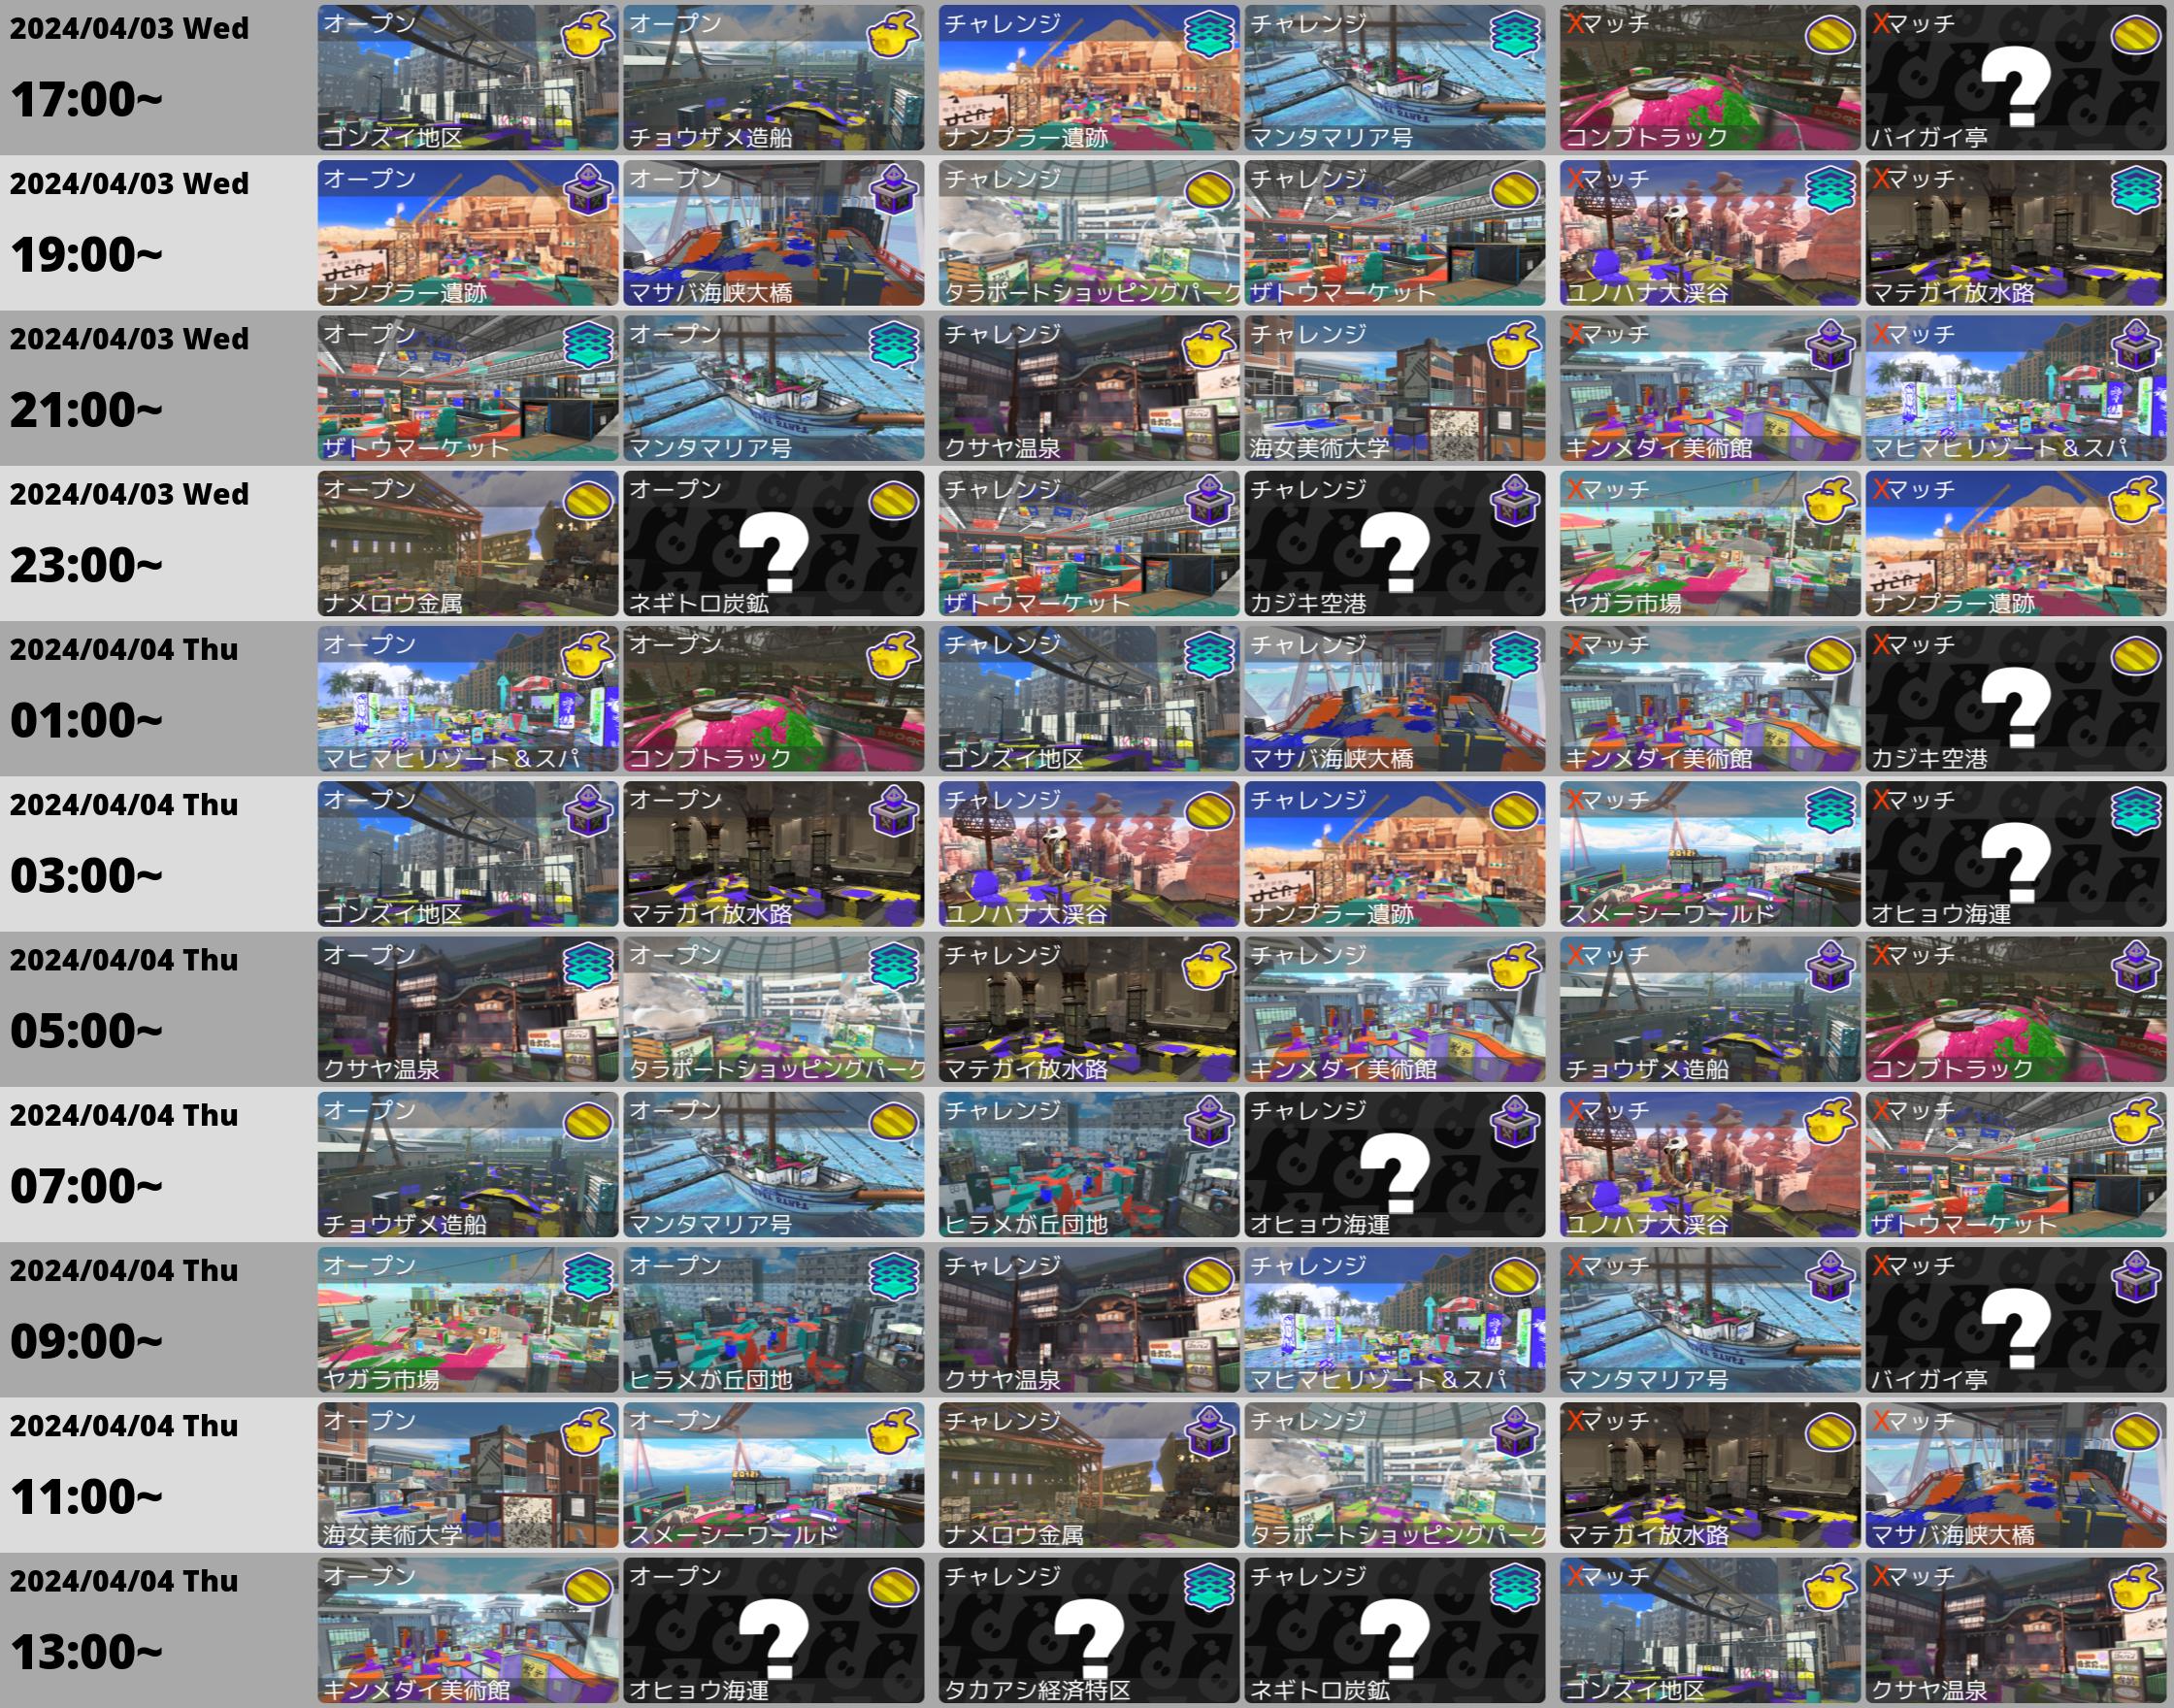 2024/04/03 Wed
17:00~
オープン
ゴンズイ地区
オープン
チョウザメ造船
チャレンジ
ナンプラー遺跡
チャレンジ
マンタマリア号
Xマッチ
コンブトラック
Xマッチ
バイガイ亭
2024/04/03 Wed
19:00~
オープン
ナンプラー遺跡
オープン
マサバ海峡大橋
チャレンジ
タラポートショッピングパーク
チャレンジ
ザトウマーケット
Xマッチ
ユノハナ大渓谷
Xマッチ
マテガイ放水路
2024/04/03 Wed
21:00~
オープン
ザトウマーケット
オープン
マンタマリア号
チャレンジ
クサヤ温泉
チャレンジ
海女美術大学
Xマッチ
キンメダイ美術館
Xマッチ
マヒマヒリゾート＆スパ
2024/04/03 Wed
23:00~
オープン
ナメロウ金属
オープン
?
ネギトロ炭鉱
チャレンジ
ザトウマーケット
チャレンジ
?
カジキ空港
Xマッチ
ヤガラ市場
Xマッチ
ナンプラー遺跡
2024/04/04 Thu
01:00~
オープン
マヒマヒリゾート＆スパ
オープン
コンブトラック
チャレンジ
ゴンズイ地区
チャレンジ
マサバ海峡大橋
Xマッチ
キンメダイ美術館
Xマッチ
?
カジキ空港
2024/04/04 Thu
03:00~
オープン
ゴンズイ地区
オープン
マテガイ放水路
チャレンジ
ユノハナ大渓谷
チャレンジ
ナンプラー遺跡
Xマッチ
スメーシーワールド
Xマッチ
?
オヒョウ海運
2024/04/04 Thu
05:00~
オープン
クサヤ温泉
オープン
タラポートショッピングパーク
チャレンジ
マテガイ放水路
チャレンジ
キンメダイ美術館
Xマッチ
チョウザメ造船
Xマッチ
コンブトラック
2024/04/04 Thu
07:00~
オープン
チョウザメ造船
オープン
マンタマリア号
チャレンジ
ヒラメが丘団地
チャレンジ
?
オヒョウ海運
Xマッチ
ユノハナ大渓谷
Xマッチ
ザトウマーケット
2024/04/04 Thu
09:00~
オープン
ヤガラ市場
オープン
ヒラメが丘団地
チャレンジ
クサヤ温泉
チャレンジ
マヒマヒリゾート＆スパ
Xマッチ
マンタマリア号
Xマッチ
?
バイガイ亭
2024/04/04 Thu
11:00~
オープン
海女美術大学
オープン
スメーシーワールド
チャレンジ
ナメロウ金属
チャレンジ
タラポートショッピングパーク
Xマッチ
マテガイ放水路
Xマッチ
マサバ海峡大橋
2024/04/04 Thu
13:00~
オープン
キンメダイ美術館
オープン
?
オヒョウ海運
チャレンジ
?
タカアシ経済特区
チャレンジ
?
ネギトロ炭鉱
Xマッチ
ゴンズイ地区
Xマッチ
クサヤ温泉